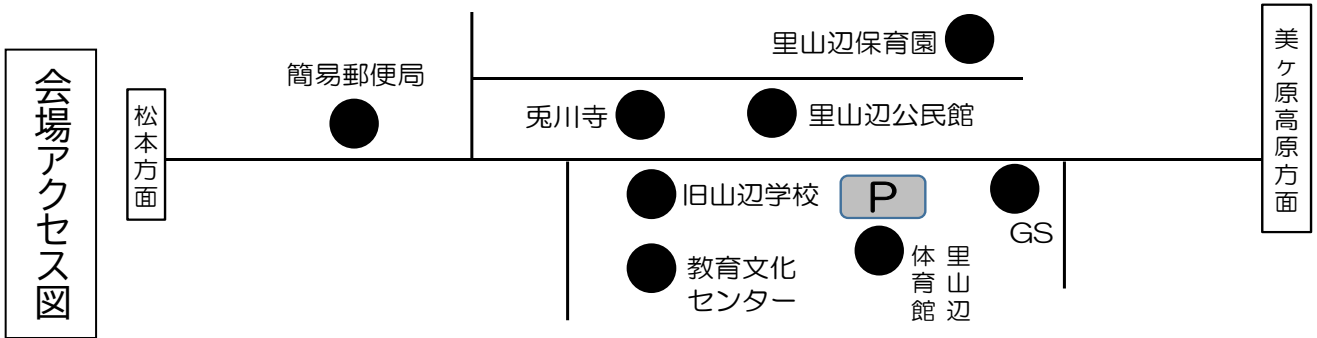 会場アクセス図
松本方面
簡易郵便局
里山辺保育園
兎川寺
里山辺公民館
美ヶ原高原方面
旧山辺学校
P
GS
教育文化
センター
里山辺
体育館